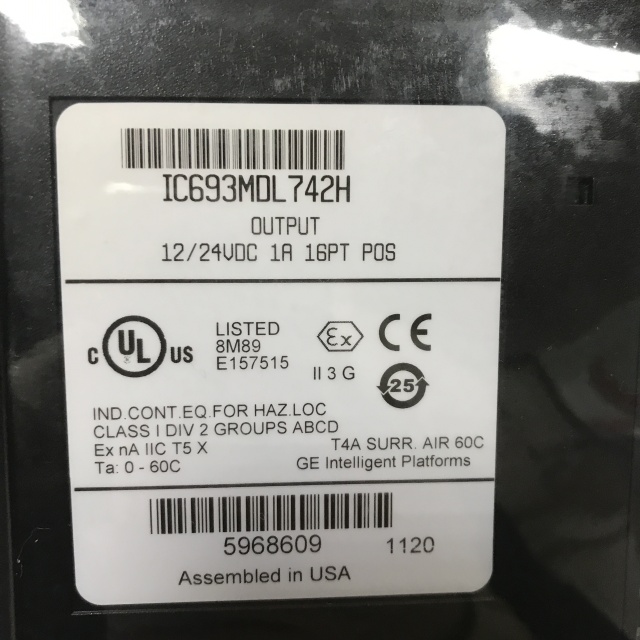 IC693MDL742H
OUTPUT
12/24VDC 1A 16PT POS
C UL US
LISTED
8M89
E157515
Ex
II 3 G
CE
25
IND.CONT.EQ.FOR HAZ.LOC
CLASS I DIV 2 GROUPS ABCD
Ex nA IIC T5 X
T4A SURR. AIR 60C
Ta: 0 - 60C
GE Intelligent Platforms
5968609
1120
Assembled in USA